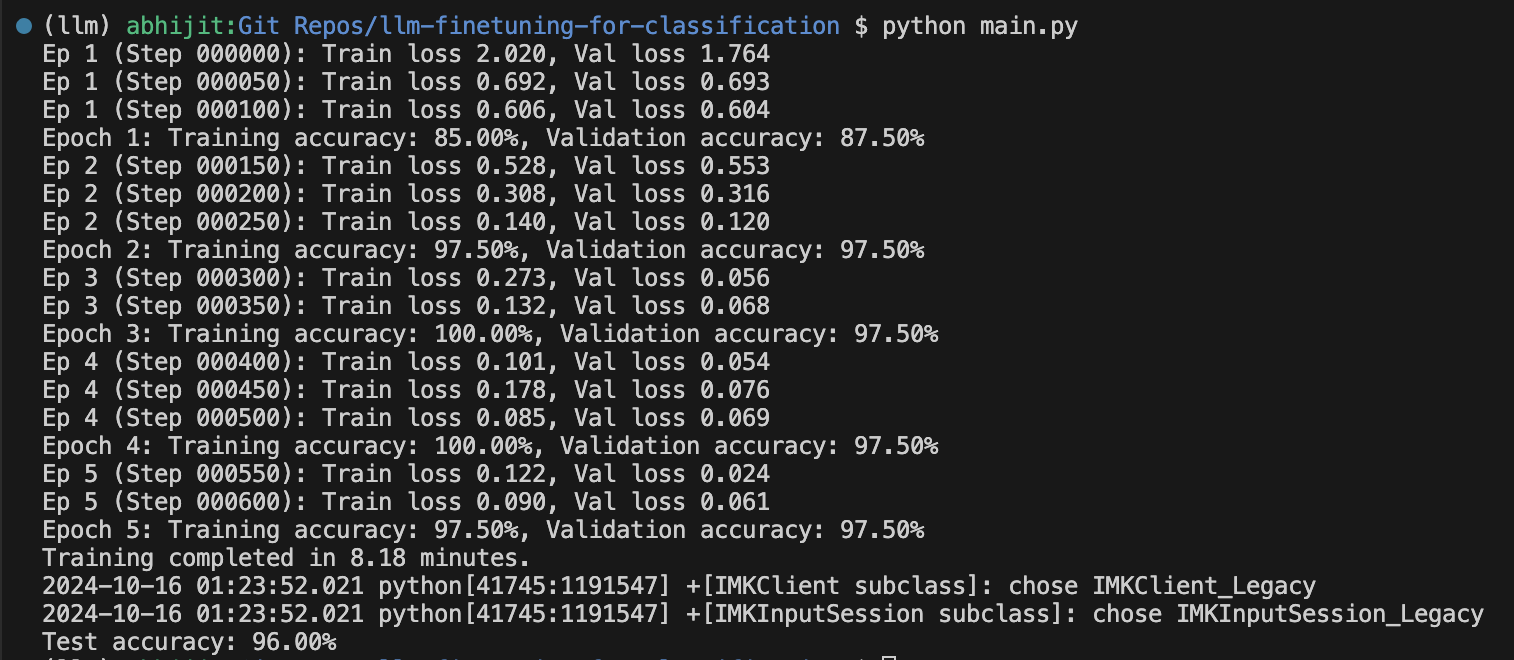 (llm) abhijit:Git Repos/llm-finetuning-for-classification $ python main.py
Ep 1 (Step 000000): Train loss 2.020, Val loss 1.764
Ep 1 (Step 000050): Train loss 0.692, Val loss 0.693
Ep 1 (Step 000100): Train loss 0.606, Val loss 0.604
Epoch 1: Training accuracy: 85.00%, Validation accuracy: 87.50%
Ep 2 (Step 000150): Train loss 0.528, Val loss 0.553
Ep 2 (Step 000200): Train loss 0.308, Val loss 0.316
Ep 2 (Step 000250): Train loss 0.140, Val loss 0.120
Epoch 2: Training accuracy: 97.50%, Validation accuracy: 97.50%
Ep 3 (Step 000300): Train loss 0.273, Val loss 0.056
Ep 3 (Step 000350): Train loss 0.132, Val loss 0.068
Epoch 3: Training accuracy: 100.00%, Validation accuracy: 97.50%
Ep 4 (Step 000400): Train loss 0.101, Val loss 0.054
Ep 4 (Step 000450): Train loss 0.178, Val loss 0.076
Ep 4 (Step 000500): Train loss 0.085, Val loss 0.069
Epoch 4: Training accuracy: 100.00%, Validation accuracy: 97.50%
Ep 5 (Step 000550): Train loss 0.122, Val loss 0.024
Ep 5 (Step 000600): Train loss 0.090, Val loss 0.061
Epoch 5: Training accuracy: 97.50%, Validation accuracy: 97.50%
Training completed in 8.18 minutes.
2024-10-16 01:23:52.021 python[41745:1191547] +[IMKClient subclass]: chose IMKClient_Legacy
2024-10-16 01:23:52.021 python[41745:1191547] +[IMKInputSession subclass]: chose IMKInputSession_Legacy
Test accuracy: 96.00%